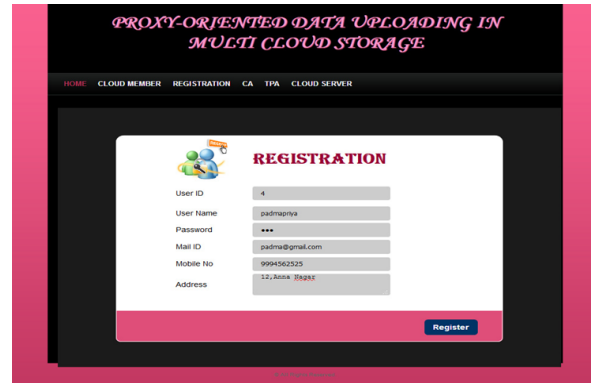 PROXY-ORIENTED DATA UPLOADING IN
MULTI CLOUD STORAGE
HOME CLOUD MEMBER REGISTRATION CA TPA CLOUD SERVER
REGISTRATION
User ID 4
User Name padmapriya
Password •••
Mail ID padma@gmail.com
Mobile No 9994562525
Address 12,Anna Nagar
Register